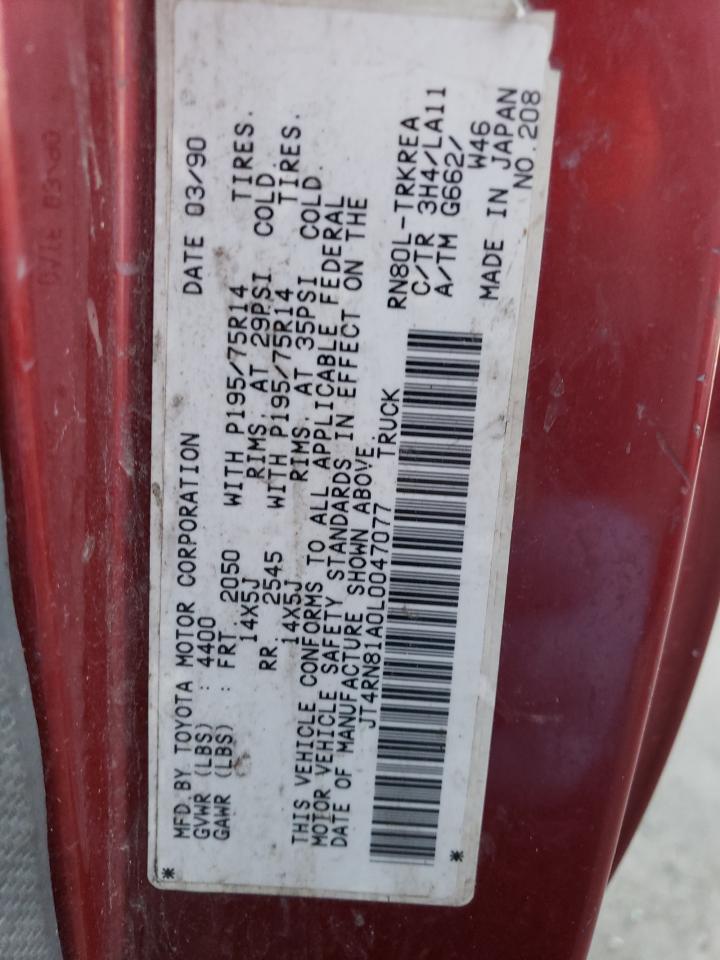 MFD. BY TOYOTA MOTOR CORPORATION DATE 03/90
GVWR (LBS) : 4400
GAWR (LBS) : FRT. 2050 WITH P195/75R14 TIRES.
14X5J RIMS. AT 29PSI COLD.
RR. 2545 WITH P195/75R14 TIRES.
14X5J RIMS. AT 35PSI COLD.
THIS VEHICLE CONFORMS TO ALL APPLICABLE FEDERAL
MOTOR VEHICLE SAFETY STANDARDS IN EFFECT ON THE
DATE OF MANUFACTURE SHOWN ABOVE.
JT4RN81A0L0047077 TRUCK
RN80L-TRKREA
C/TR 3H4/LA11
A/TM G662/
W46
MADE IN JAPAN
NO.208
* *